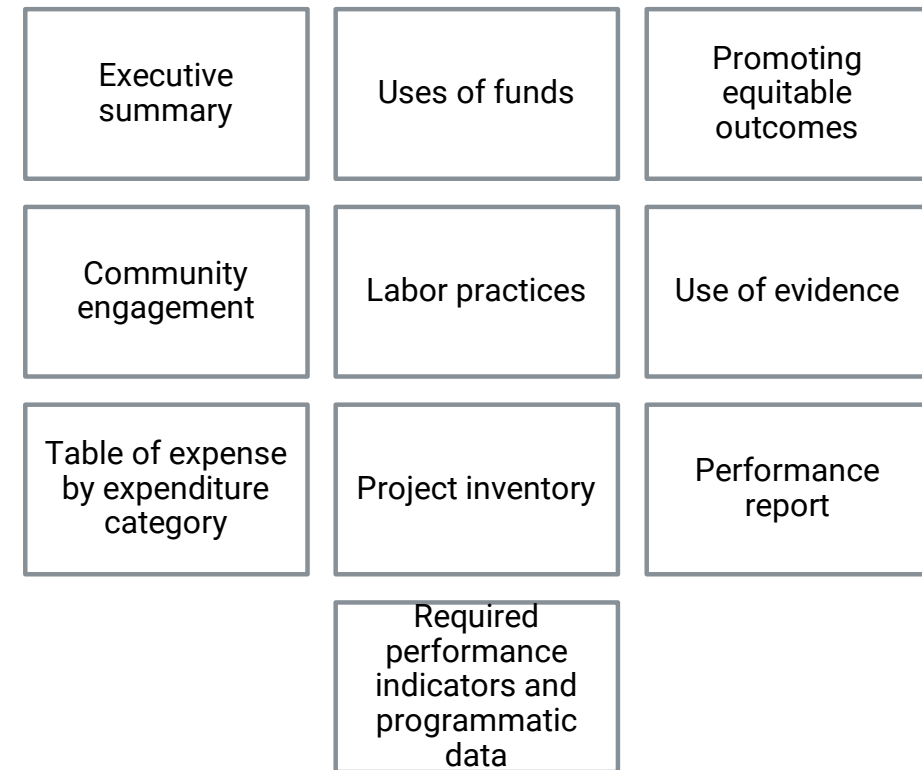 Executive
summary
Uses of funds
Promoting
equitable
outcomes
Community
engagement
Labor practices
Use of evidence
Table of expense
by expenditure
category
Project inventory
Performance
report
Required
performance
indicators and
programmatic
data